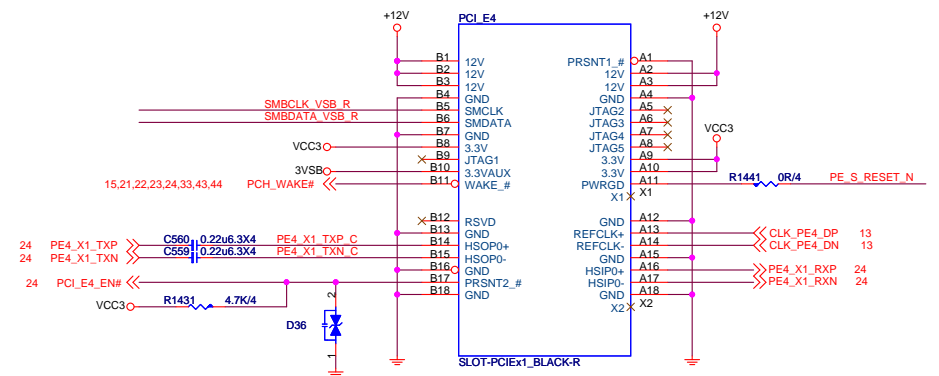 +12V
PCI_E4
+12V
B1 12V PRSNT1_# A1
B2 12V 12V A2
B3 12V 12V A3
B4 GND GND A4
SMBCLK_VSB_R B5 SMCLK JTAG2 A5
SMBDATA_VSB_R B6 SMDATA JTAG3 A6
B7 GND JTAG4 A7
VCC3 B8 3.3V JTAG5 A8 VCC3
B9 JTAG1 3.3V A9
3VSB B10 3.3VAUX 3.3V A10
15,21,22,23,24,33,43,44 PCH_WAKE# B11 WAKE_# PWRGD A11 R1441 0R/4 PE_S_RESET_N
X1 X1
B12 RSVD GND A12
B13 GND REFCLK+ A13 CLK_PE4_DP 13
24 PE4_X1_TXP C560 0.22u6.3X4 PE4_X1_TXP_C B14 HSOP0+ REFCLK- A14 CLK_PE4_DN 13
24 PE4_X1_TXN C559 0.22u6.3X4 PE4_X1_TXN_C B15 HSOP0- GND A15
B16 GND HSIP0+ A16 PE4_X1_RXP 24
24 PCI_E4_EN# B17 PRSNT2_# HSIP0- A17 PE4_X1_RXN 24
B18 GND GND A18
VCC3 R1431 4.7K/4 X2 X2
2
D36
1
SLOT-PCIEx1_BLACK-R